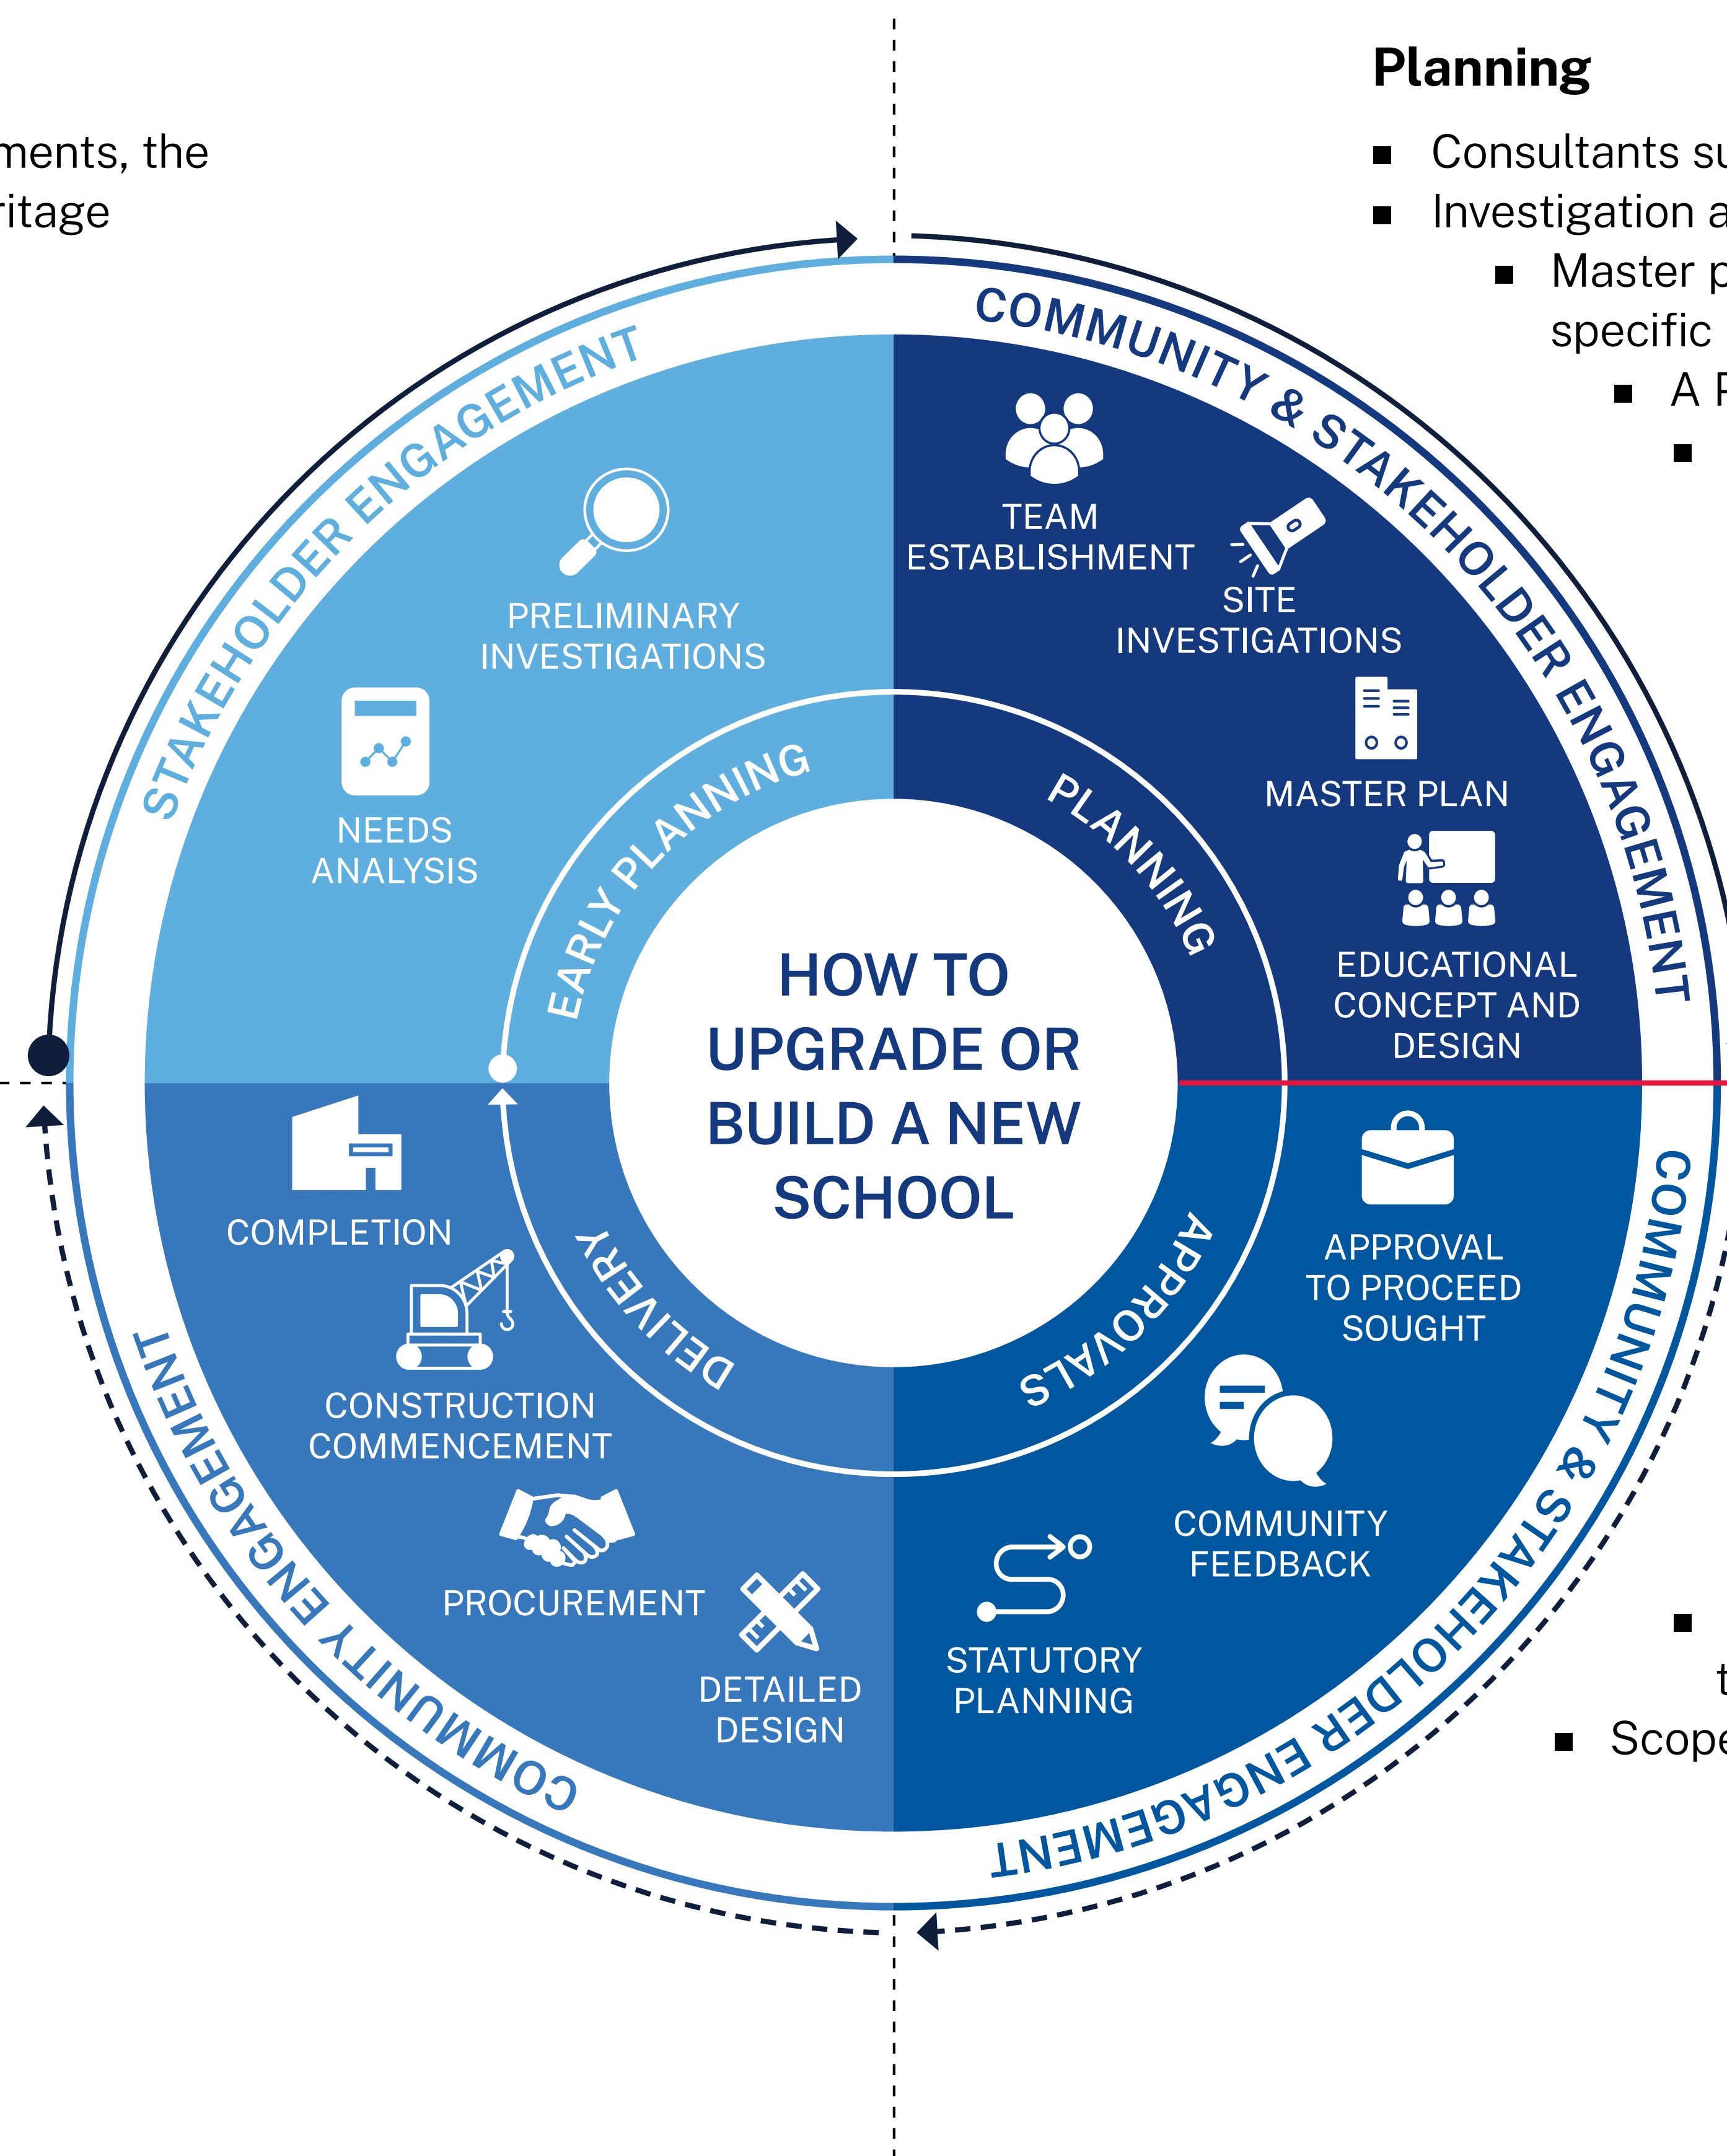 ments, the
ritage
Planning
Consultants su
Investigation a
Master p
specific
A P
STAKEHOLDER ENGAGEMENT
PRELIMINARY
INVESTIGATIONS
NEEDS
ANALYSIS
EARLY PLANNING
COMMUNITY & STAKEHOLDER ENGAGEMENT
TEAM
ESTABLISHMENT
SITE
INVESTIGATIONS
MASTER PLAN
EDUCATIONAL
CONCEPT AND
DESIGN
PLANNING
HOW TO
UPGRADE OR
BUILD A NEW
SCHOOL
COMMUNITY & STAKEHOLDER ENGAGEMENT
APPROVAL
TO PROCEED
SOUGHT
COMMUNITY
FEEDBACK
STATUTORY
PLANNING
APPROVALS
COMMUNITY ENGAGEMENT
DETAILED
DESIGN
PROCUREMENT
CONSTRUCTION
COMMENCEMENT
COMPLETION
DELIVERY
t
Scope